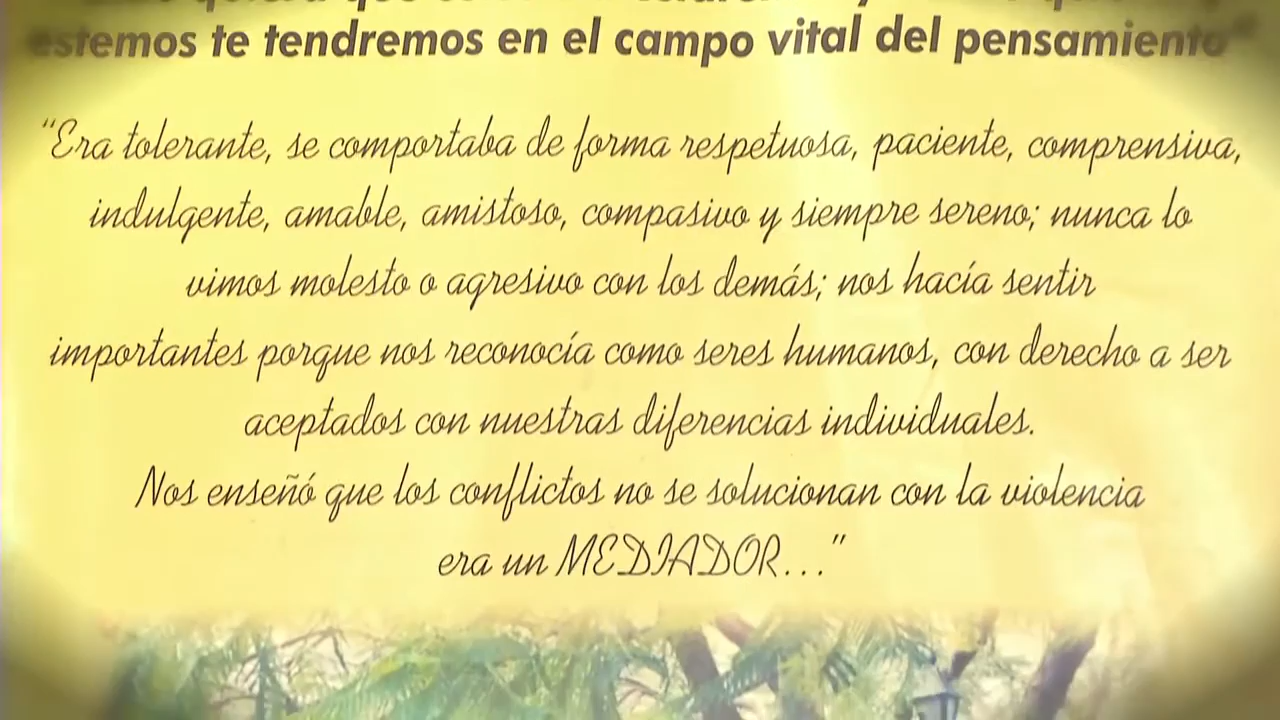 estemos te tendremos en el campo vital del pensamiento"
"Era tolerante, se comportaba de forma respetuosa, paciente, comprensiva,
indulgente, amable, amistoso, compasivo y siempre sereno; nunca lo
vimos molesto o agresivo con los demás; nos hacía sentir
importantes porque nos reconocía como seres humanos, con derecho a ser
aceptados con nuestras diferencias individuales.
Nos enseñó que los conflictos no se solucionan con la violencia
era un MEDIADOR..."